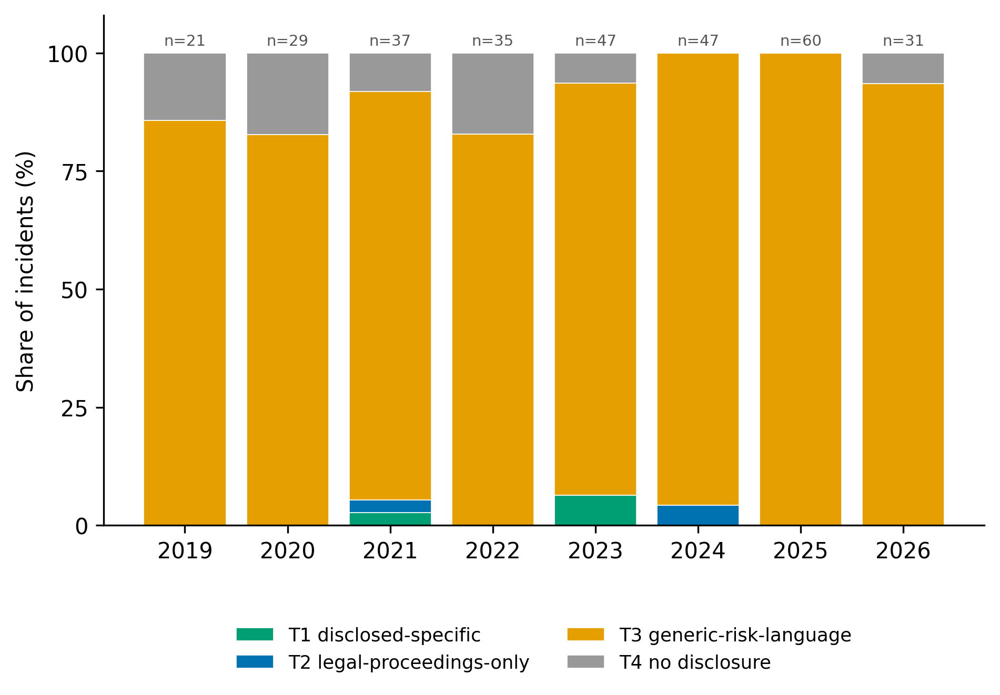 n=21 n=29 n=37 n=35 n=47 n=47 n=60 n=31
100
75
50
25
0
Share of incidents (%)
2019 2020 2021 2022 2023 2024 2025 2026
T1 disclosed-specific
T2 legal-proceedings-only
T3 generic-risk-language
T4 no disclosure